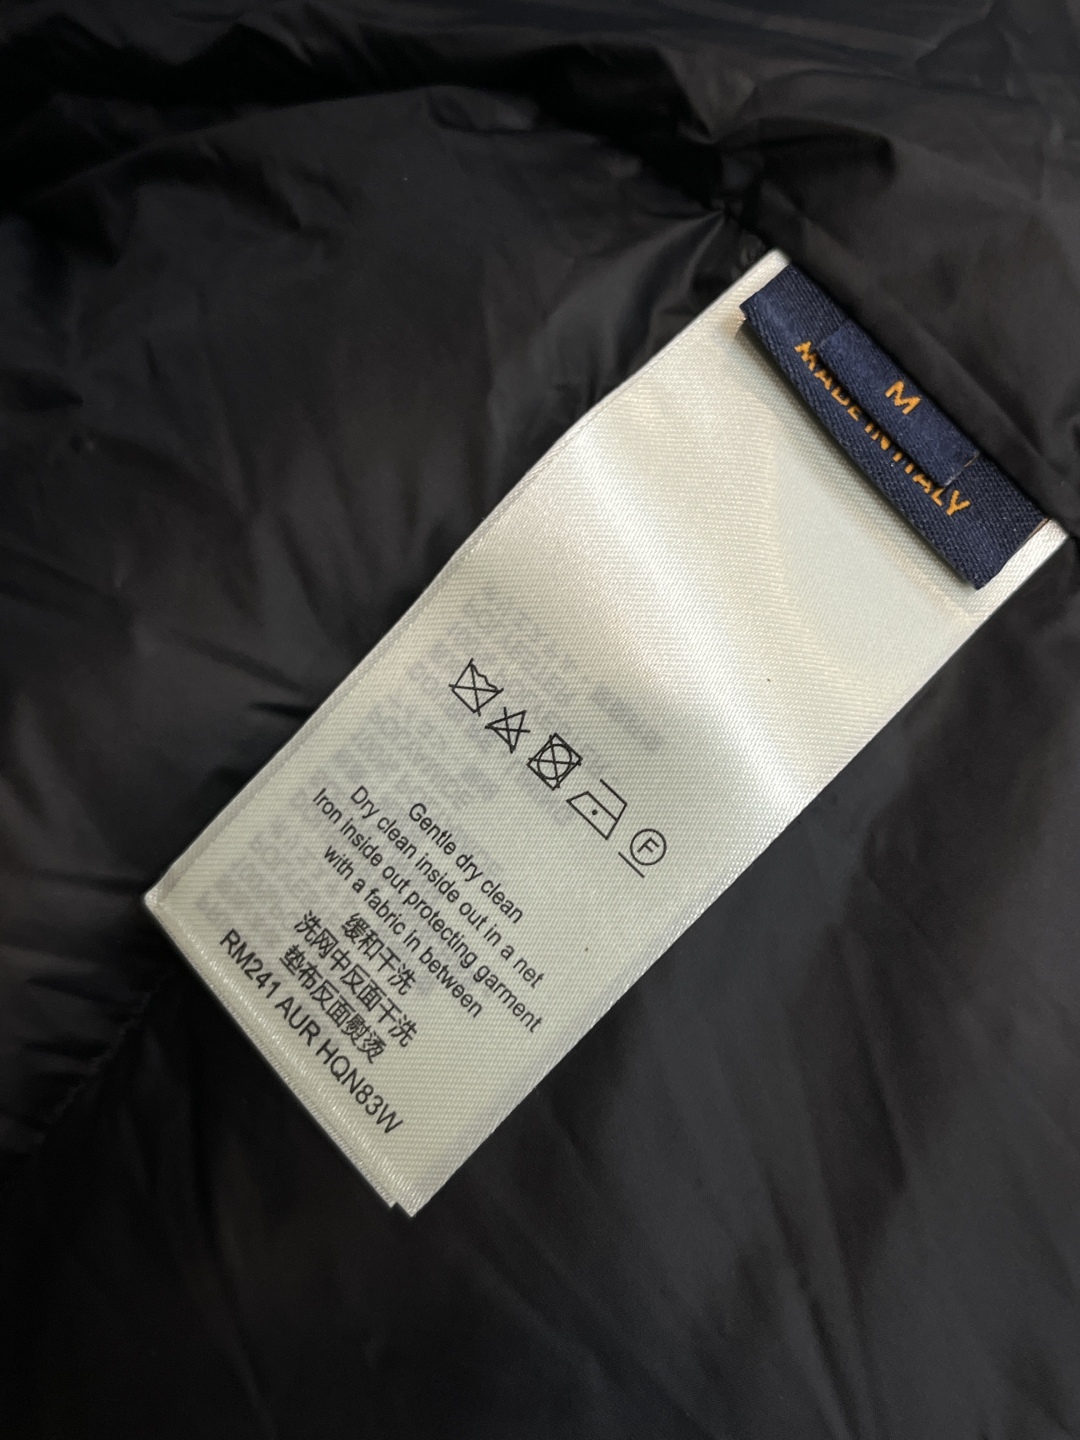 M
MADE IN ITALY
F
Gentle dry clean
Dry clean inside out in a net
Iron inside out protecting garment
with a fabric in between
缓和干洗
洗网中反面干洗
垫布反面熨烫
RM241 AUR HQN83W